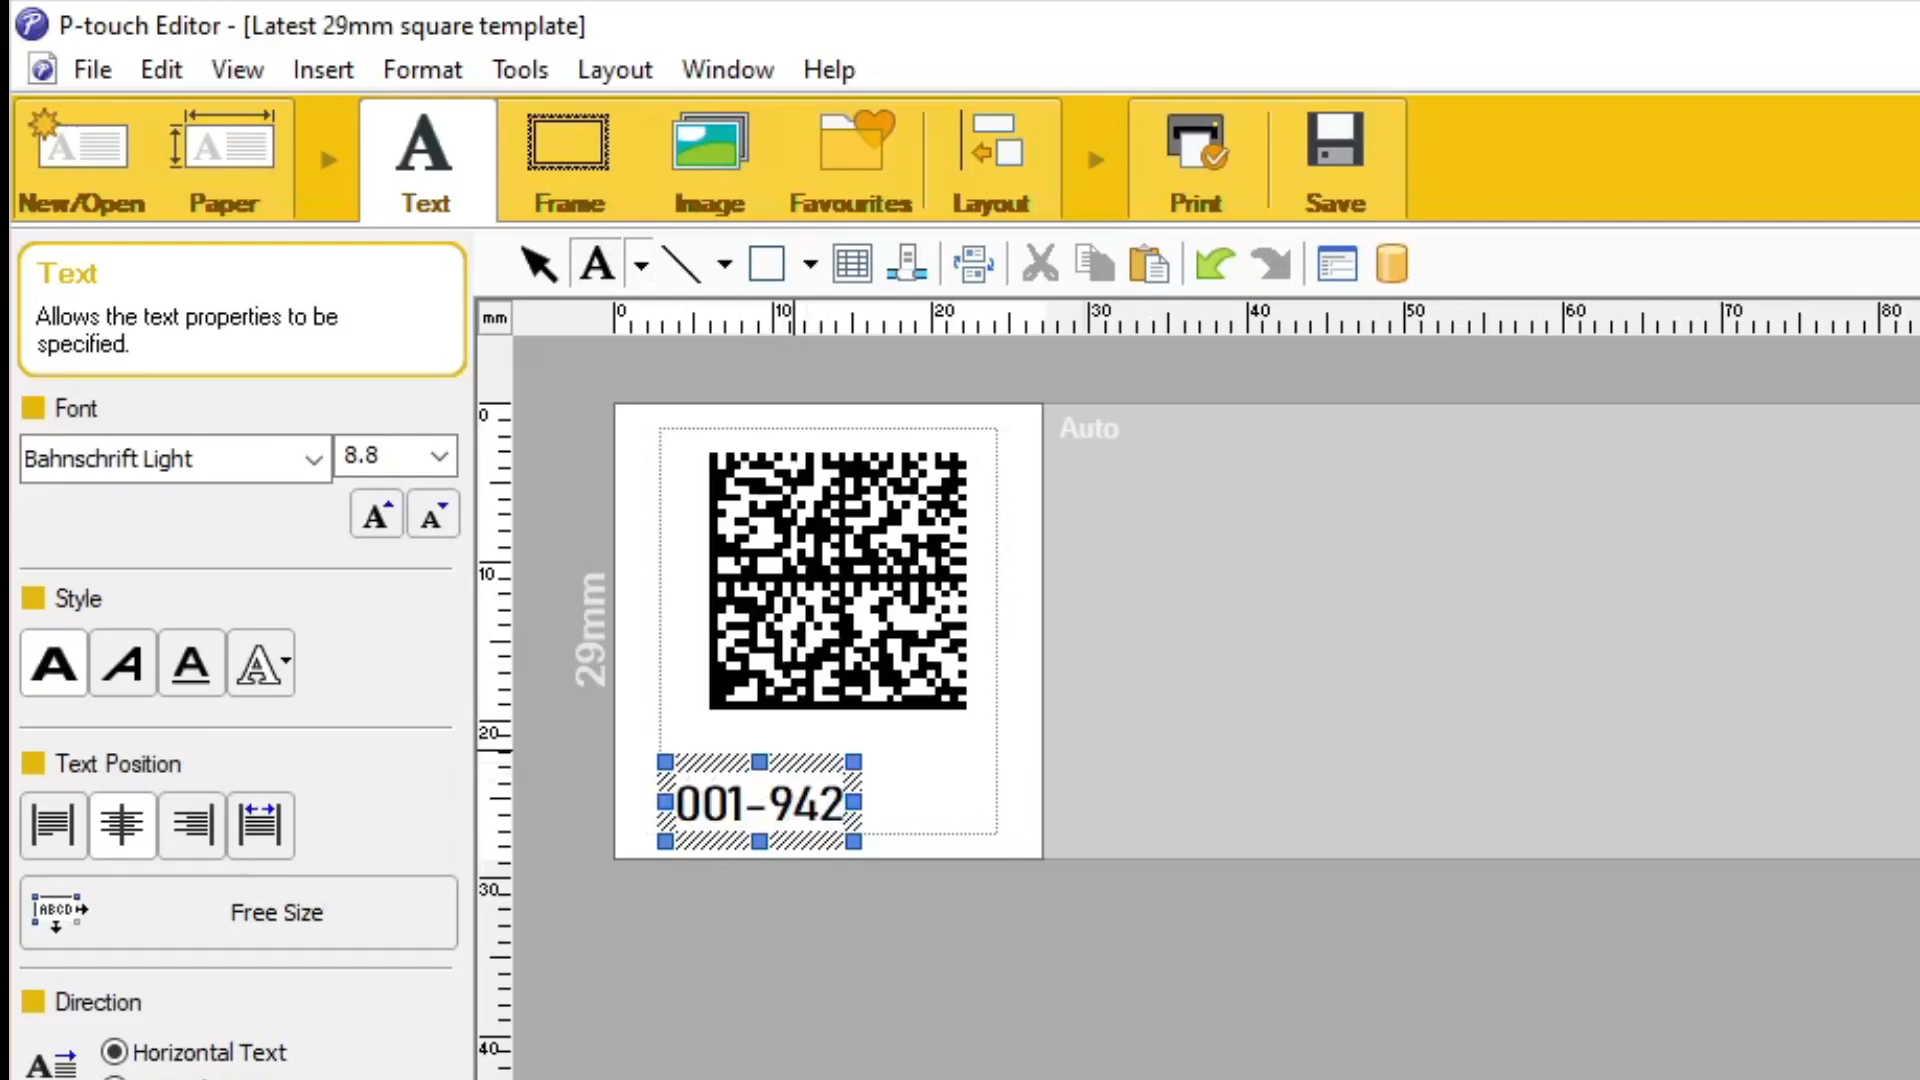 P-touch Editor - [Latest 29mm square template]
File Edit View Insert Format Tools Layout Window Help
New/Open Paper Text Frame Image Favourites Layout Print Save
Text
Allows the text properties to be
specified.
Font
Bahnschrift Light 8.8
Style
Text Position
ABCD
Free Size
Direction
Horizontal Text
mm 0 10 20 30 40 50 60 70 80
0
10
20
30
40
29mm
Auto
001-942